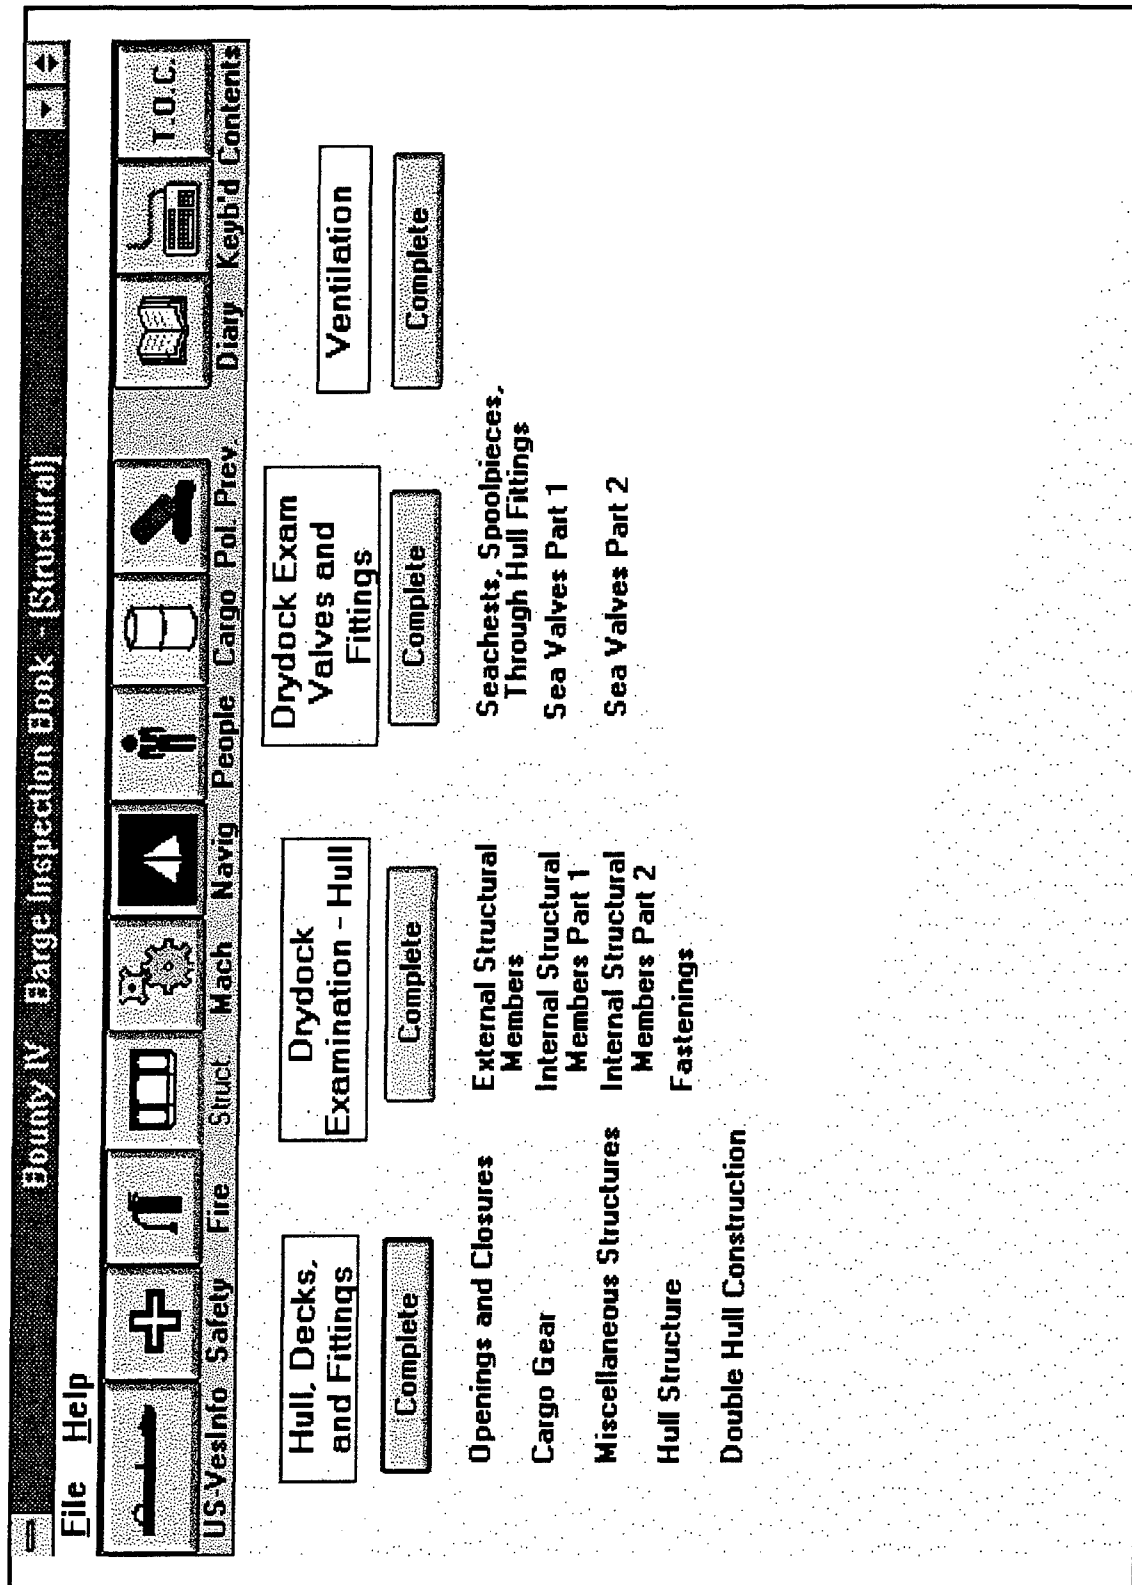 Bounty IV Barge Inspection Book - [Structural]
File Help
T.O.C.
US-VesInfo Safety Fire Struct Mach Navig People Cargo Pol. Prev. Diary Keyb'd Contents
Hull, Decks,
and Fittings
Complete
Openings and Closures
Cargo Gear
Miscellaneous Structures
Hull Structure
Double Hull Construction
Drydock
Examination - Hull
Complete
External Structural
Members
Internal Structural
Members Part 1
Internal Structural
Members Part 2
Fastenings
Drydock Exam
Valves and
Fittings
Complete
Seachests, Spoolpieces,
Through Hull Fittings
Sea Valves Part 1
Sea Valves Part 2
Ventilation
Complete